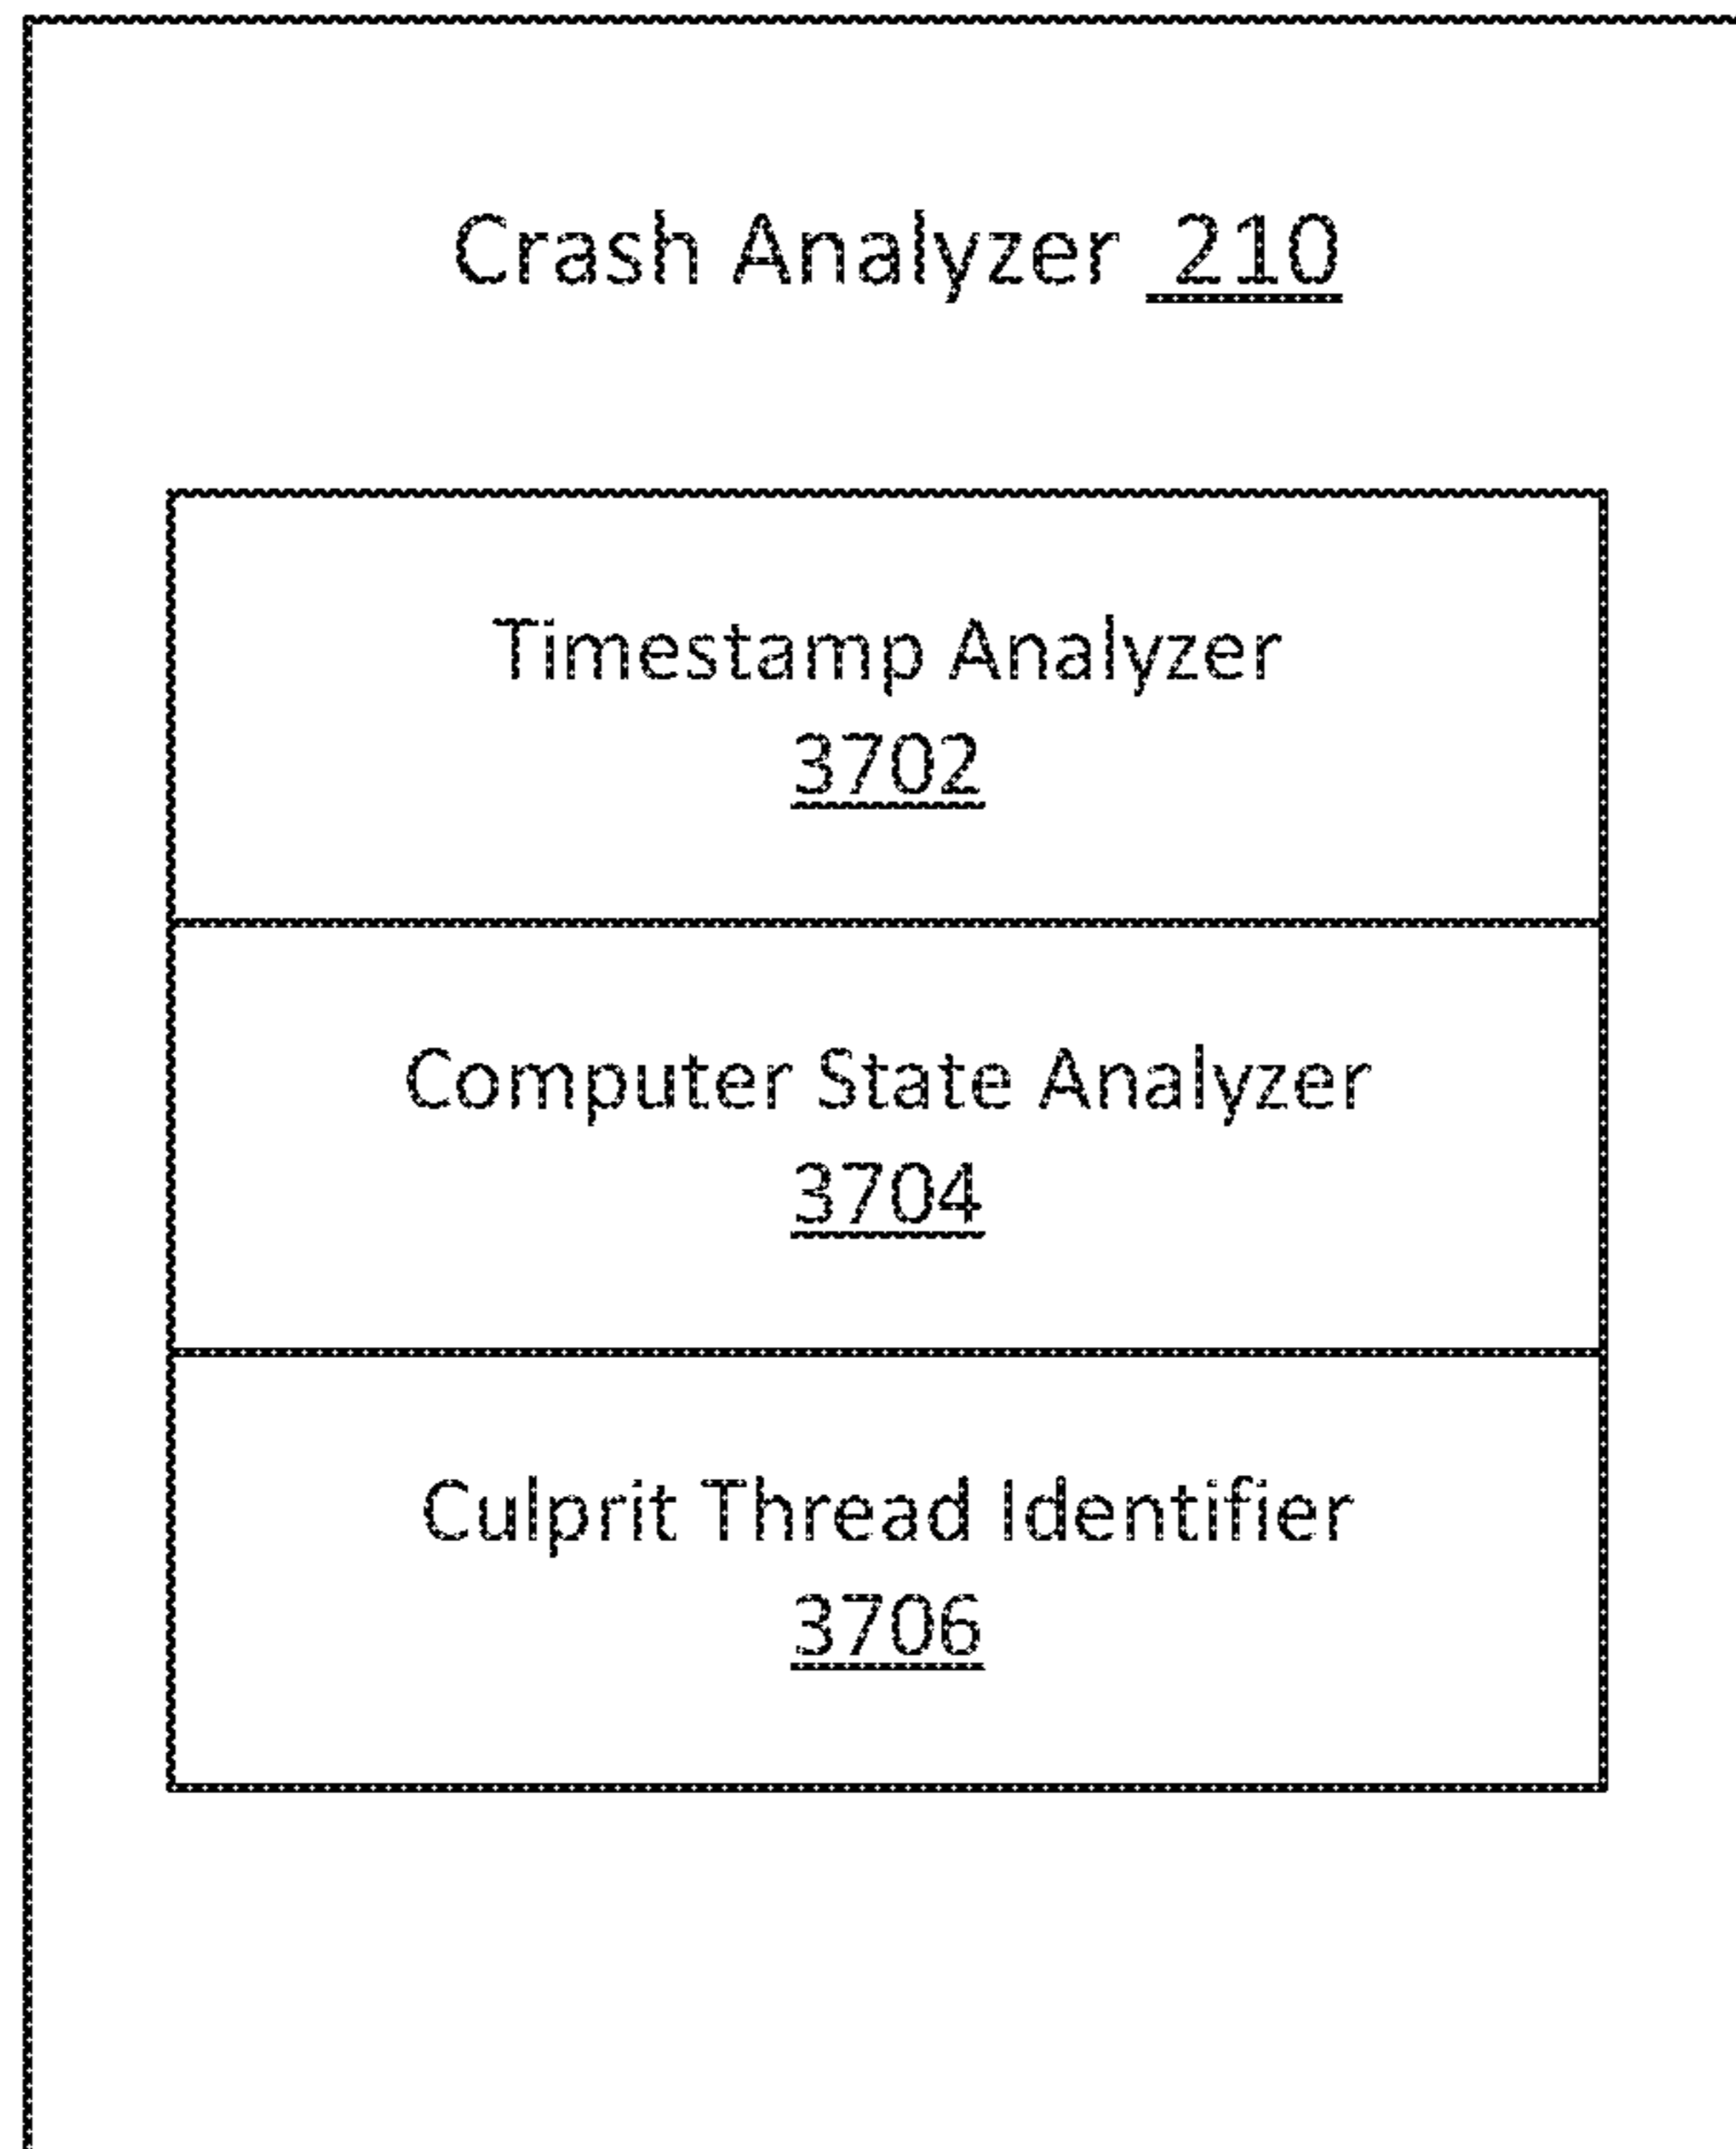 Crash Analyzer 210
Timestamp Analyzer
3702
Computer State Analyzer
3704
Culprit Thread Identifier
3706